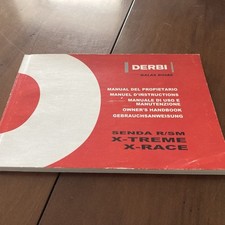 DERBI
MANUAL DEL PROPIETARIO
MANUEL D'INSTRUCTIONS
MANUALE DI USO E
MANUTENZIONE
OWNER'S HANDBOOK
GEBRAUCHSANWEISUNG
SENDA R/SM
X-TREME
X-RACE